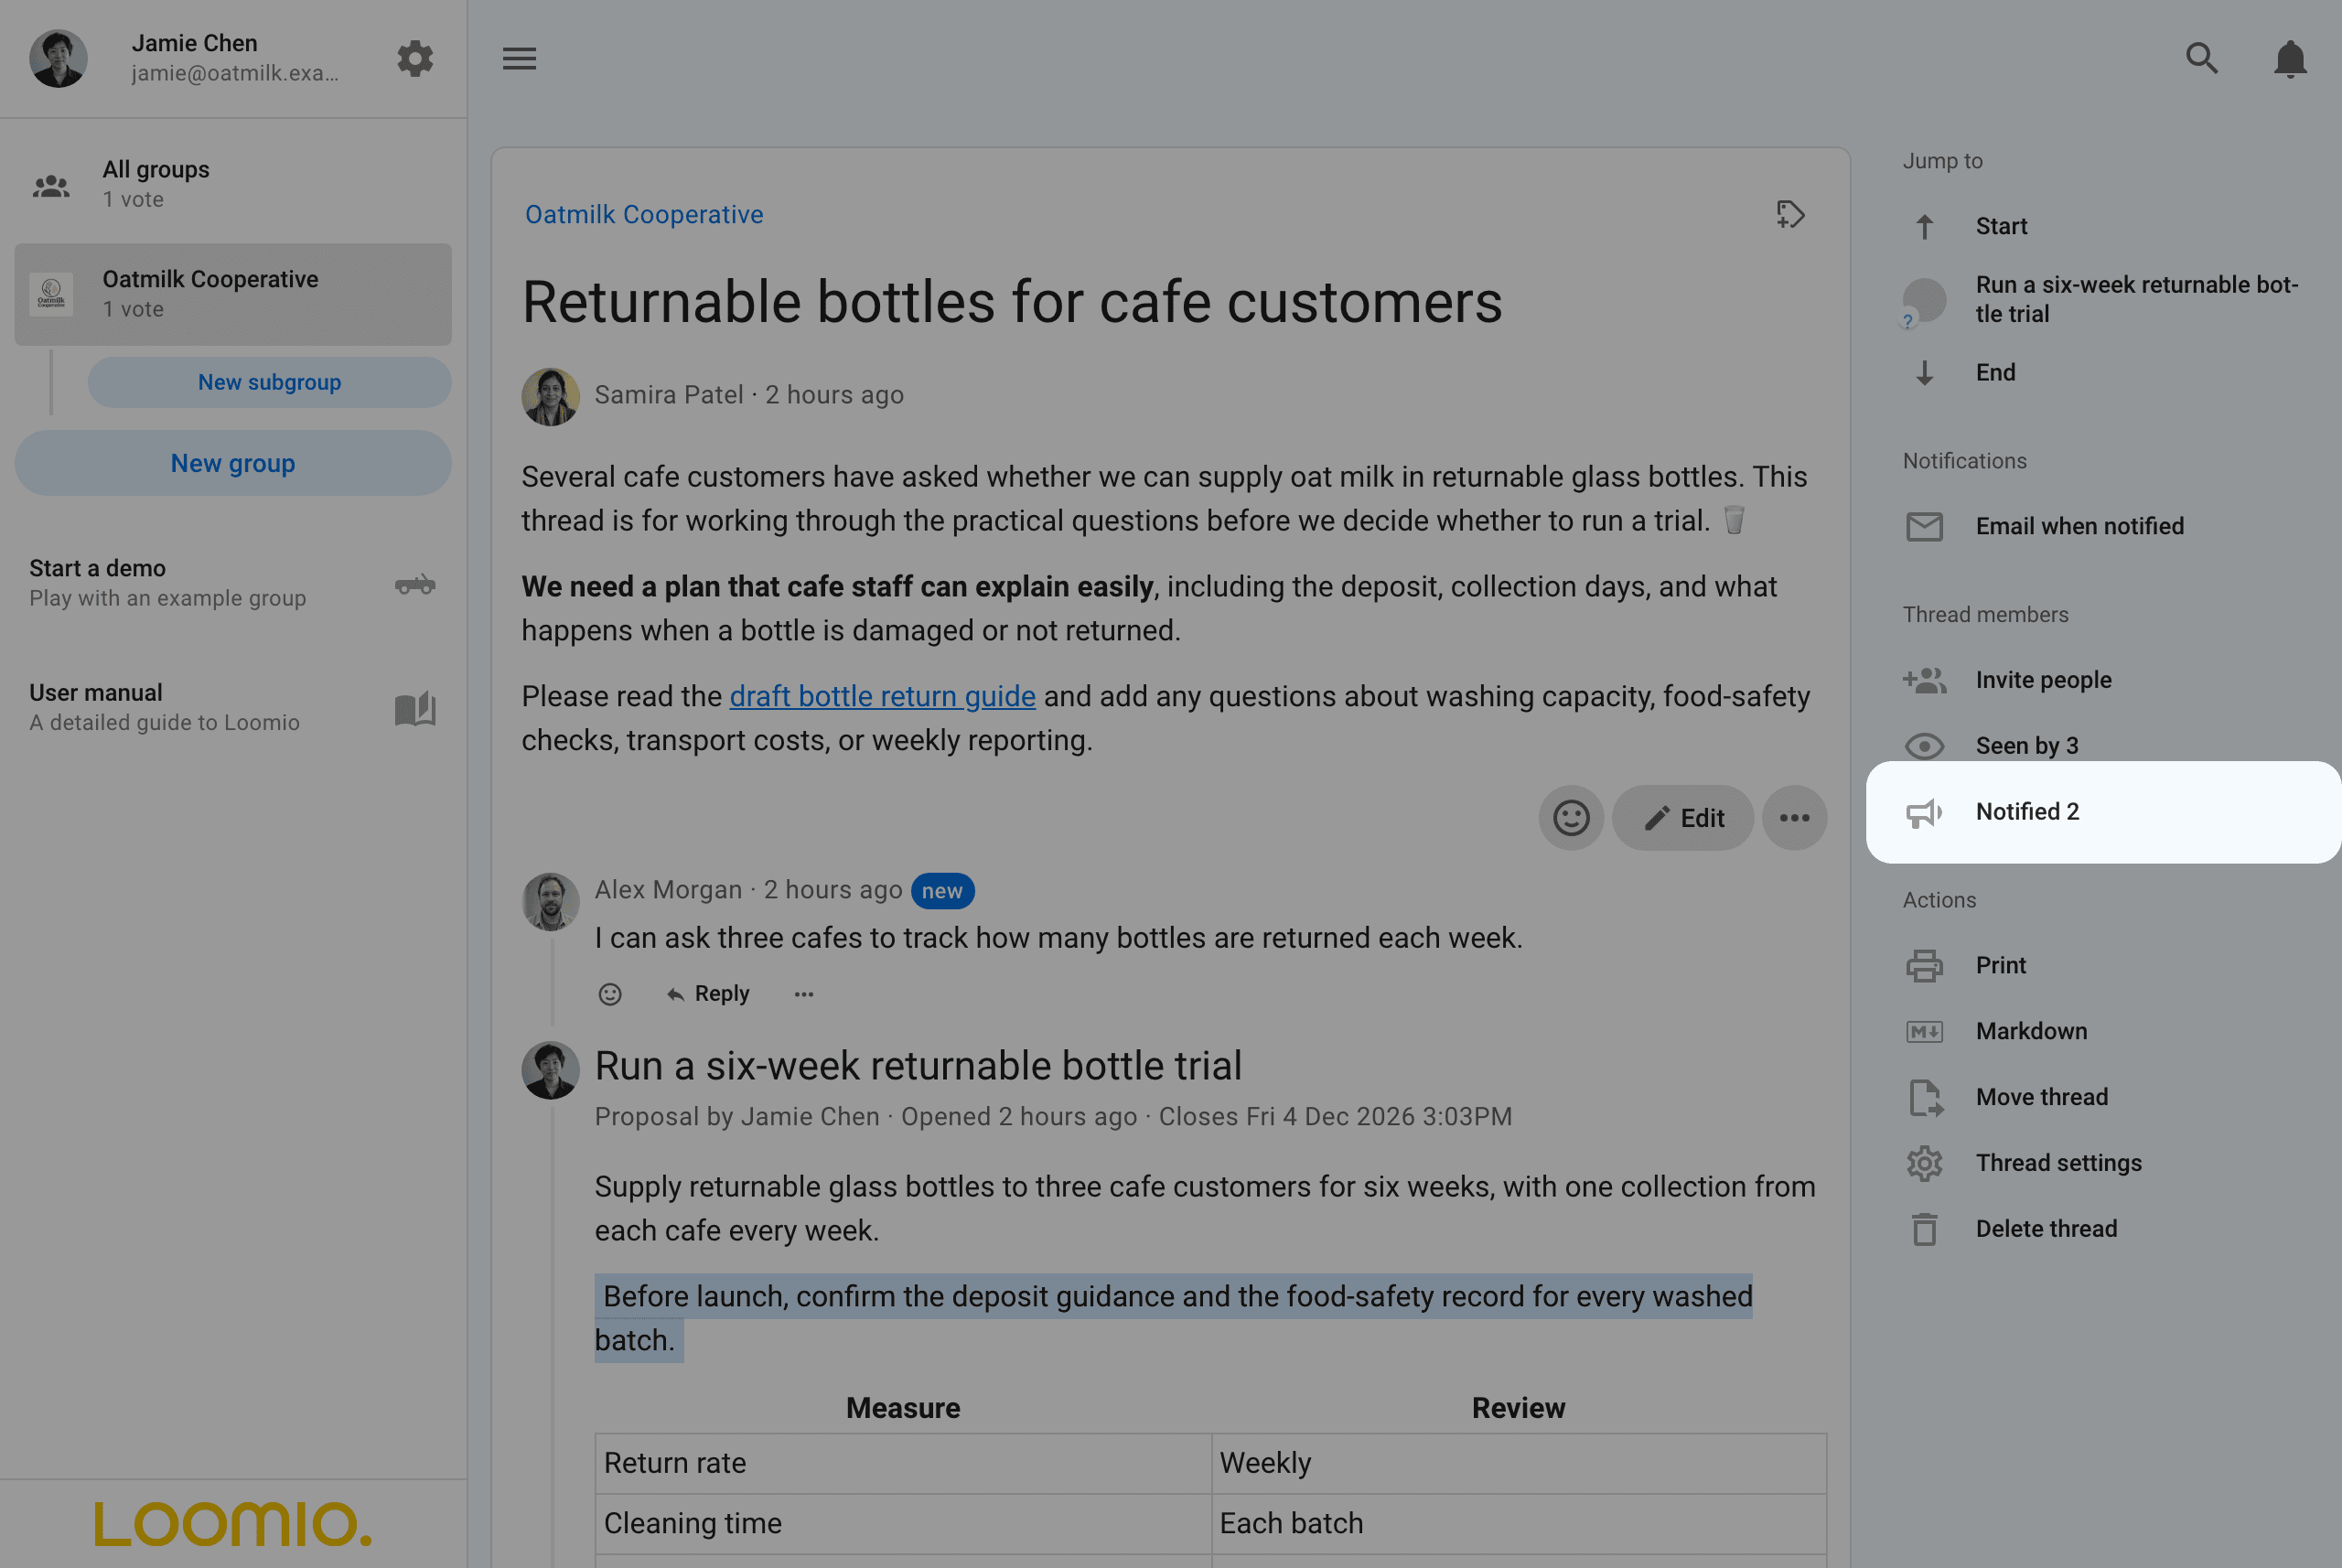 Jamie Chen
jamie@oatmilk.exa...
All groups
1 vote
Oatmilk Cooperative
Oatmilk Cooperative
1 vote
New subgroup
New group
Start a demo
Play with an example group
User manual
A detailed guide to Loomio
LOOMIO.
Oatmilk Cooperative
Returnable bottles for cafe customers
Samira Patel · 2 hours ago
Several cafe customers have asked whether we can supply oat milk in returnable glass bottles. This
thread is for working through the practical questions before we decide whether to run a trial. 🥛
We need a plan that cafe staff can explain easily, including the deposit, collection days, and what
happens when a bottle is damaged or not returned.
Please read the draft bottle return guide and add any questions about washing capacity, food-safety
checks, transport costs, or weekly reporting.
Edit
Alex Morgan · 2 hours ago new
I can ask three cafes to track how many bottles are returned each week.
Reply
Run a six-week returnable bottle trial
Proposal by Jamie Chen · Opened 2 hours ago · Closes Fri 4 Dec 2026 3:03PM
Supply returnable glass bottles to three cafe customers for six weeks, with one collection from
each cafe every week.
Before launch, confirm the deposit guidance and the food-safety record for every washed
batch.
Measure Review
Return rate Weekly
Cleaning time Each batch
Jump to
Start
?
Run a six-week returnable bot-
tle trial
End
Notifications
Email when notified
Thread members
Invite people
Seen by 3
Notified 2
Actions
Print
M Markdown
Move thread
Thread settings
Delete thread